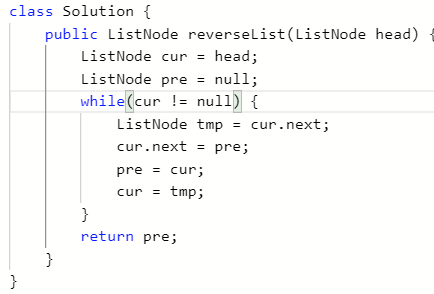 class Solution {
    public ListNode reverseList(ListNode head) {
        ListNode cur = head;
        ListNode pre = null;
        while(cur != null) {
            ListNode tmp = cur.next;
            cur.next = pre;
            pre = cur;
            cur = tmp;
        }
        return pre;
    }
}